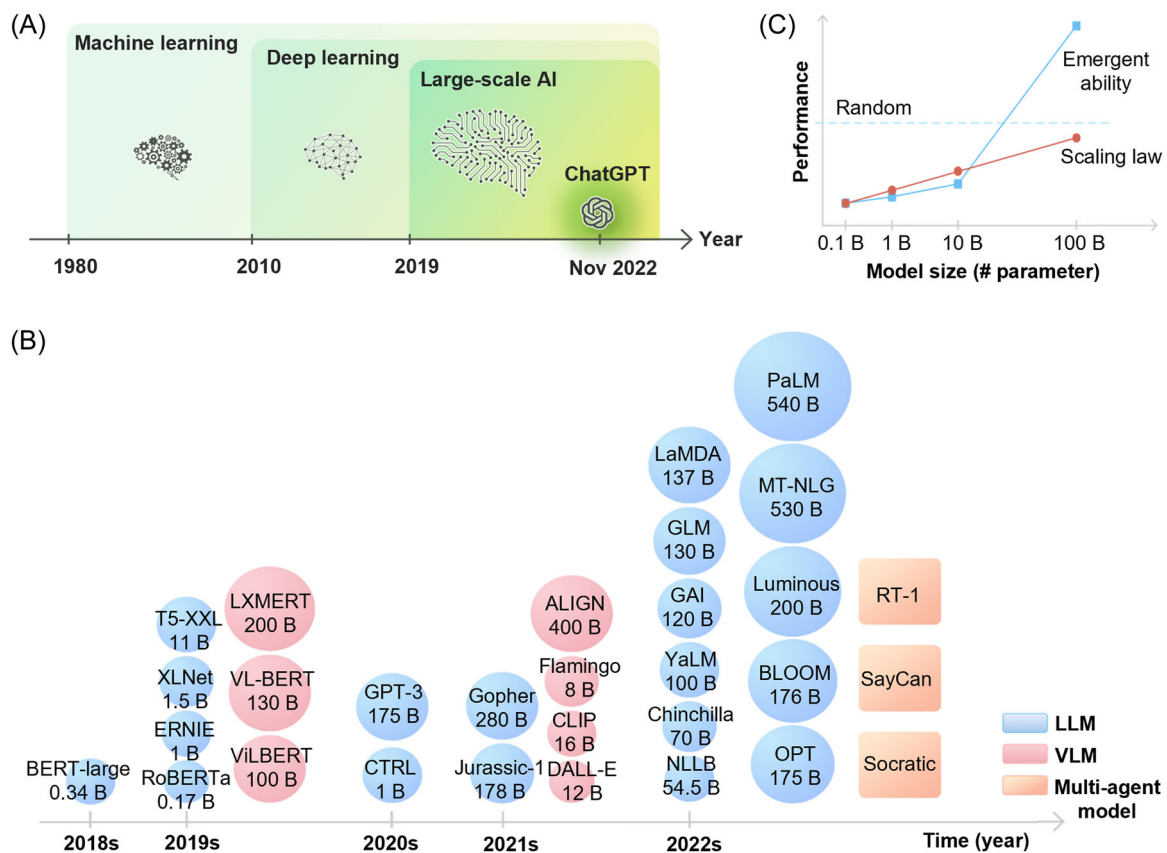 (A)
Machine learning
Deep learning
Large-scale AI
ChatGPT
Year
1980
2010
2019
Nov 2022
(C)
Performance
Random
Emergent
ability
Scaling law
0.1 B
1 B
10 B
100 B
Model size (# parameter)
(B)
BERT-large
0.34 B
T5-XXL
11 B
XLNet
1.5 B
ERNIE
1 B
RoBERTa
0.17 B
LXMERT
200 B
VL-BERT
130 B
ViLBERT
100 B
GPT-3
175 B
CTRL
1 B
Gopher
280 B
Jurassic-1
178 B
ALIGN
400 B
Flamingo
8 B
CLIP
16 B
DALL-E
12 B
LaMDA
137 B
GLM
130 B
GAI
120 B
YaLM
100 B
Chinchilla
70 B
NLLB
54.5 B
PaLM
540 B
MT-NLG
530 B
Luminous
200 B
BLOOM
176 B
OPT
175 B
RT-1
SayCan
Socratic
LLM
VLM
Multi-agent
model
2018s
2019s
2020s
2021s
2022s
Time (year)